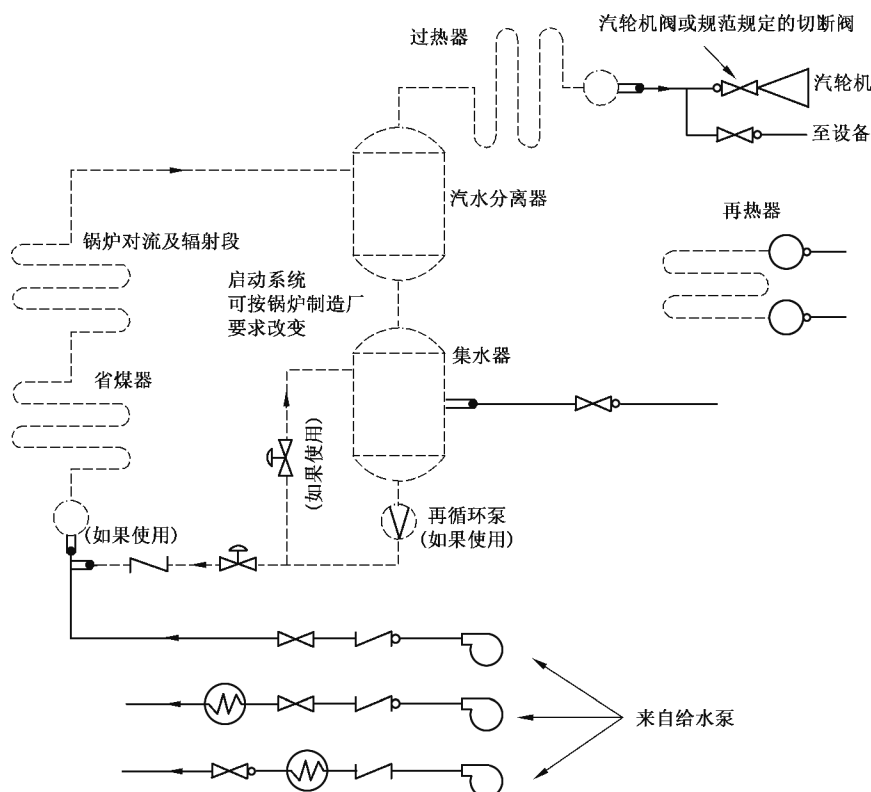 汽轮机阀或规范规定的切断阀
过热器
汽轮机
至设备
汽水分离器
再热器
锅炉对流及辐射段
启动系统
可按锅炉制造厂
要求改变
集水器
省煤器
(如果使用)
再循环泵
(如果使用)
(如果使用)
来自给水泵